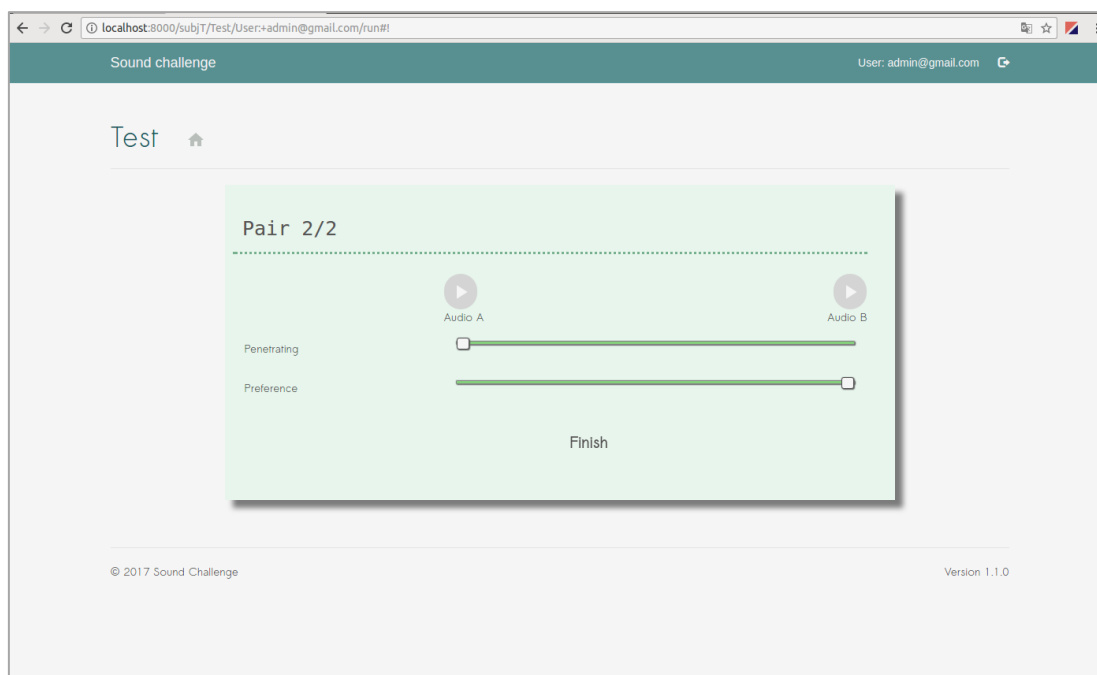 localhost:8000/subjT/Test/User:+admin@gmail.com/run#!
Sound challenge User: admin@gmail.com
Test
Pair 2/2
Audio A Audio B
Penetrating
Preference
Finish
© 2017 Sound Challenge Version 1.1.0